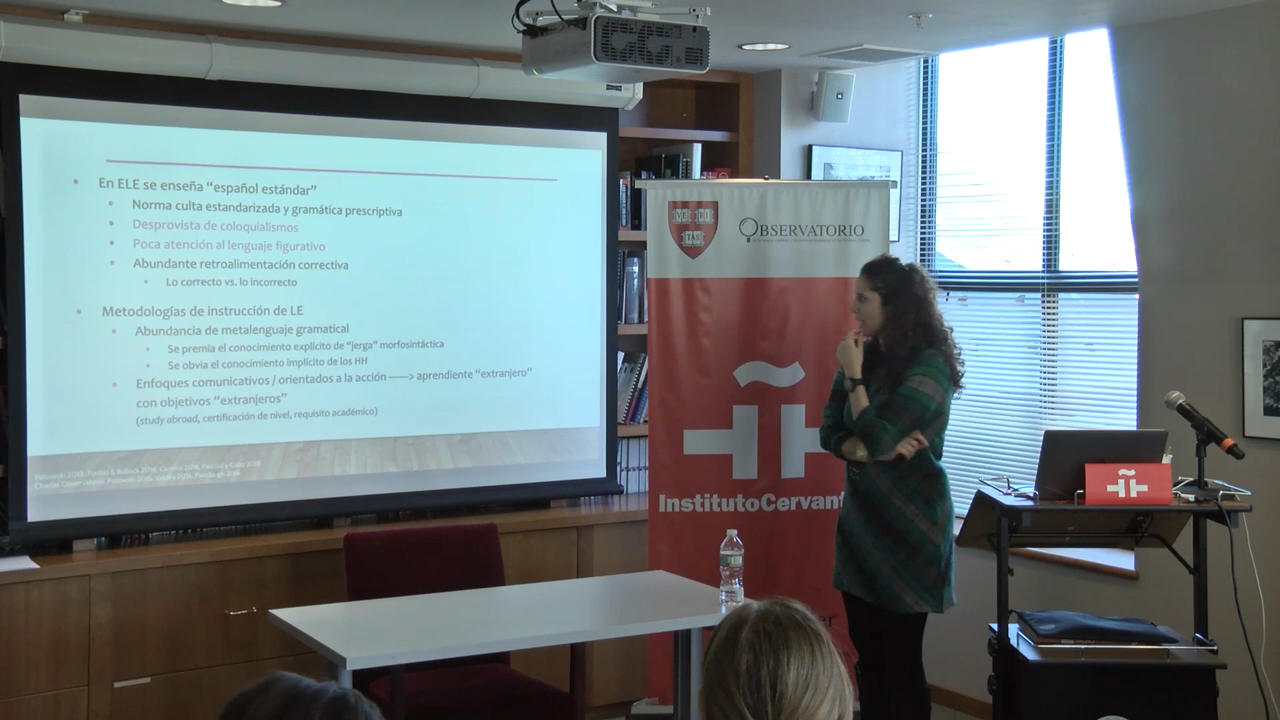 En ELE se enseña “español estándar”
Norma culta estandarizada y gramática prescriptiva
Desprovista de coloquialismos
Poca atención al lenguaje figurativo
Abundante retroalimentación correctiva
Lo correcto vs. lo incorrecto
Metodologías de instrucción de LE
Abundancia de metalenguaje gramatical
Se premia el conocimiento explícito de “jerga” morfosintáctica
Se obvia el conocimiento implícito de los HH
Enfoques comunicativos / orientados a la acción ——> aprendiente “extranjero”
con objetivos “extranjeros”
(study abroad, certificación de nivel, requisito académico)
VE RI
TAS
OBSERVATORIO
InstitutoCervant